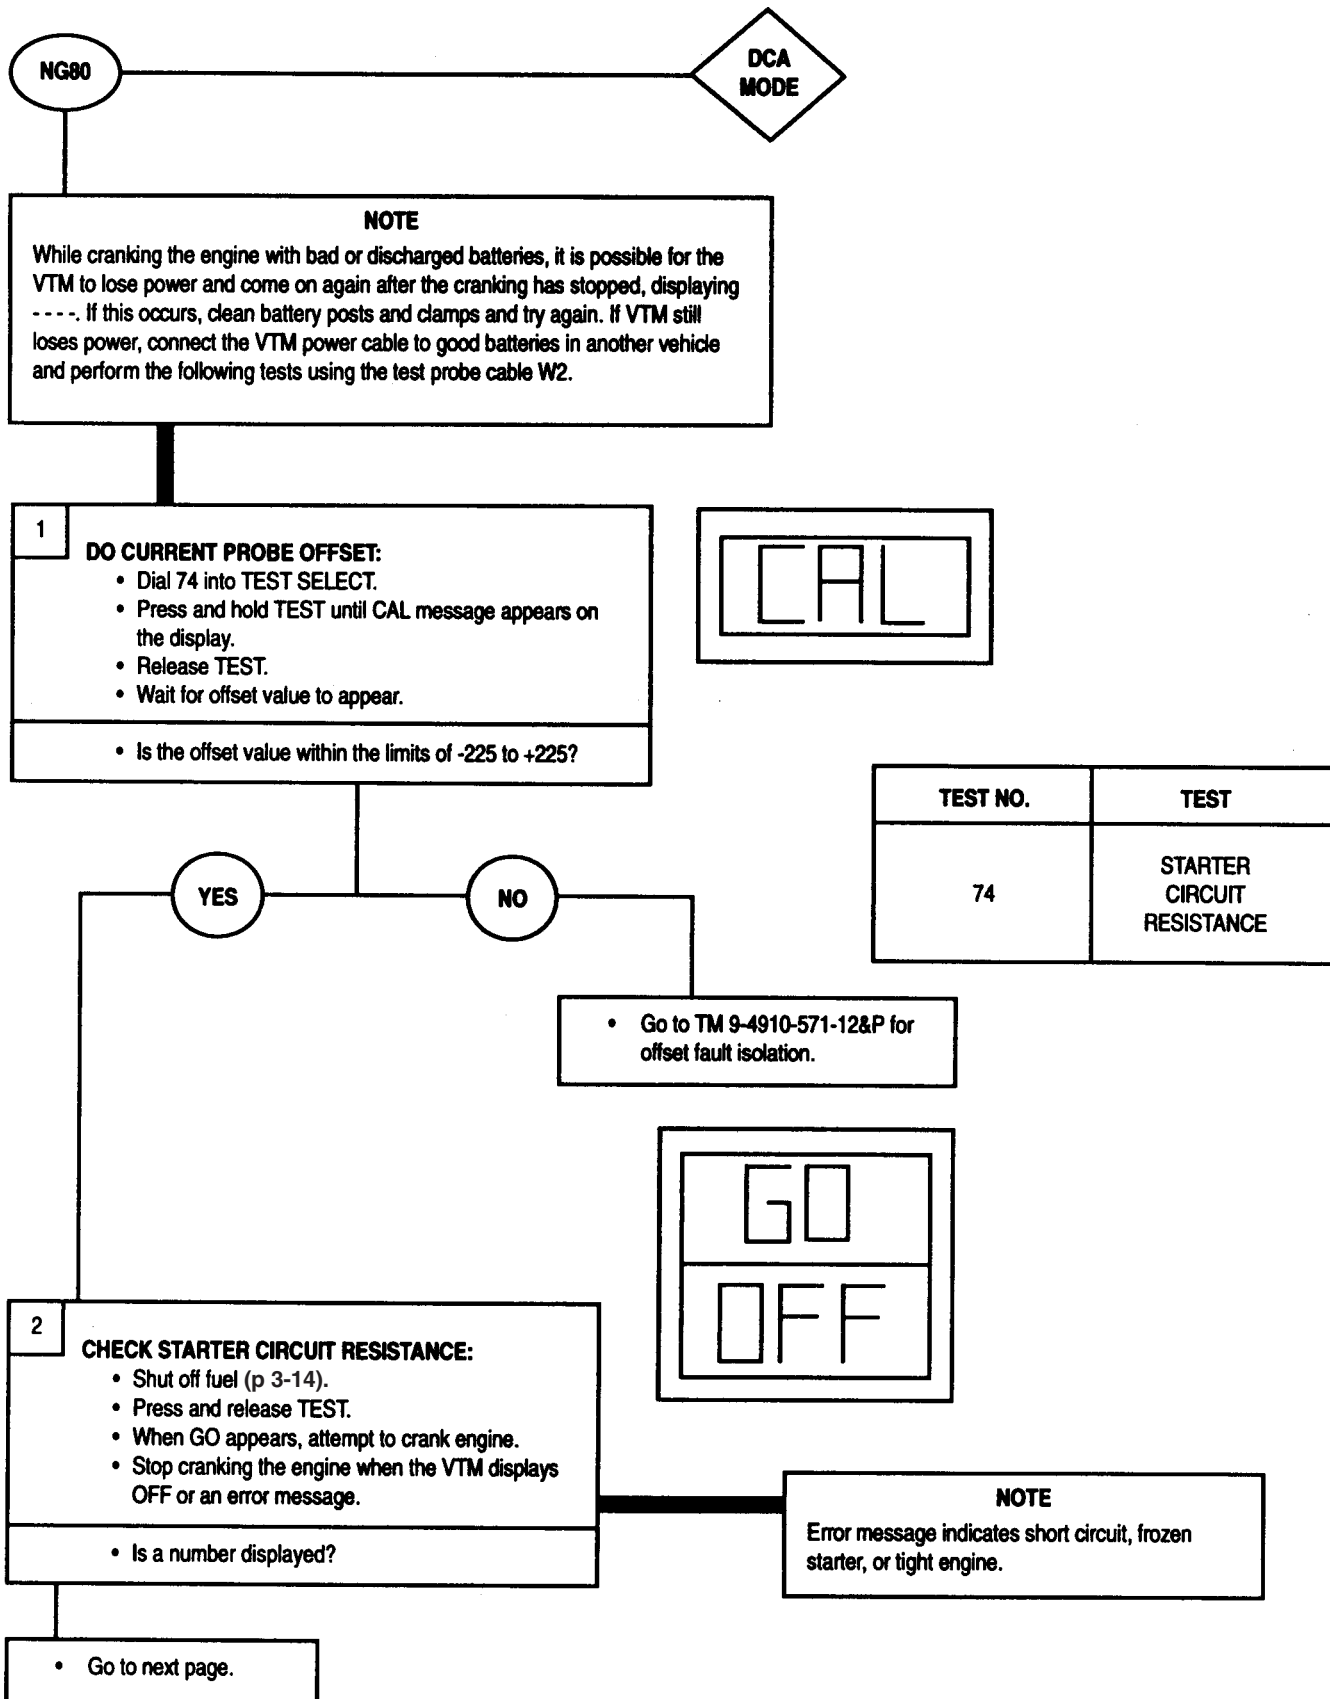 NG80
DCA
MODE
NOTE
While cranking the engine with bad or discharged batteries, it is possible for the
VTM to lose power and come on again after the cranking has stopped, displaying
- - - -. If this occurs, clean battery posts and clamps and try again. If VTM still
loses power, connect the VTM power cable to good batteries in another vehicle
and perform the following tests using the test probe cable W2.
1
DO CURRENT PROBE OFFSET:
• Dial 74 into TEST SELECT.
• Press and hold TEST until CAL message appears on
the display.
• Release TEST.
• Wait for offset value to appear.
• Is the offset value within the limits of -225 to +225?
CAL
TEST NO.
TEST
74
STARTER
CIRCUIT
RESISTANCE
YES
NO
• Go to TM 9-4910-571-12&P for
offset fault isolation.
GO
OFF
2
CHECK STARTER CIRCUIT RESISTANCE:
• Shut off fuel (p 3-14).
• Press and release TEST.
• When GO appears, attempt to crank engine.
• Stop cranking the engine when the VTM displays
OFF or an error message.
• Is a number displayed?
NOTE
Error message indicates short circuit, frozen
starter, or tight engine.
• Go to next page.